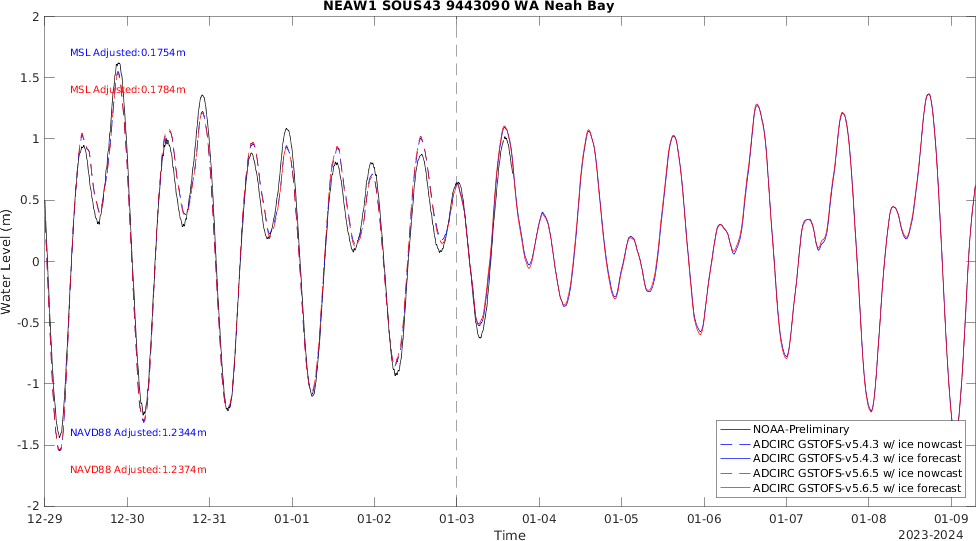 NEAW1 SOUS43 9443090 WA Neah Bay
2
1.5
1
0.5
0
-0.5
-1
-1.5
-2
Water Level (m)
MSL Adjusted:0.1754m
MSL Adjusted:0.1784m
NAVD88 Adjusted:1.2344m
NAVD88 Adjusted:1.2374m
NOAA-Preliminary
ADCIRC GSTOFS-v5.4.3 w/ ice nowcast
ADCIRC GSTOFS-v5.4.3 w/ ice forecast
ADCIRC GSTOFS-v5.6.5 w/ ice nowcast
ADCIRC GSTOFS-v5.6.5 w/ ice forecast
12-29 12-30 12-31 01-01 01-02 01-03 01-04 01-05 01-06 01-07 01-08 01-09
Time
2023-2024